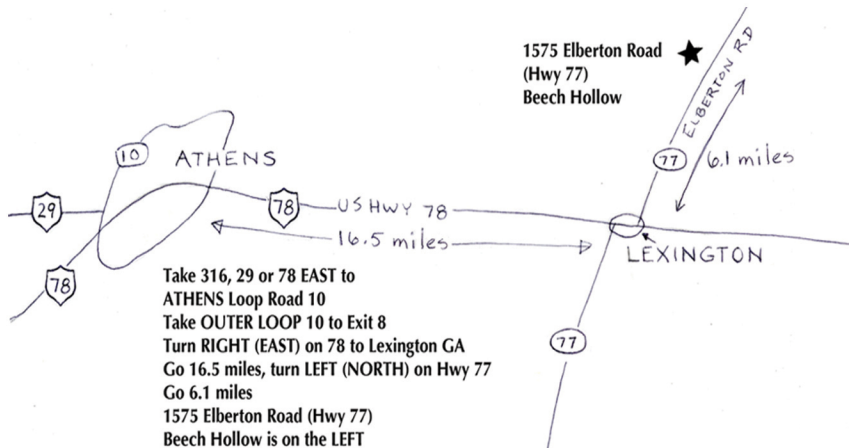 1575 Elberton Road
(Hwy 77)
Beech Hollow
ELBERTON RD
10
ATHENS
77
6.1 miles
29
78
US HWY 78
16.5 miles
LEXINGTON
78
77
Take 316, 29 or 78 EAST to
ATHENS Loop Road 10
Take OUTER LOOP 10 to Exit 8
Turn RIGHT (EAST) on 78 to Lexington GA
Go 16.5 miles, turn LEFT (NORTH) on Hwy 77
Go 6.1 miles
1575 Elberton Road (Hwy 77)
Beech Hollow is on the LEFT